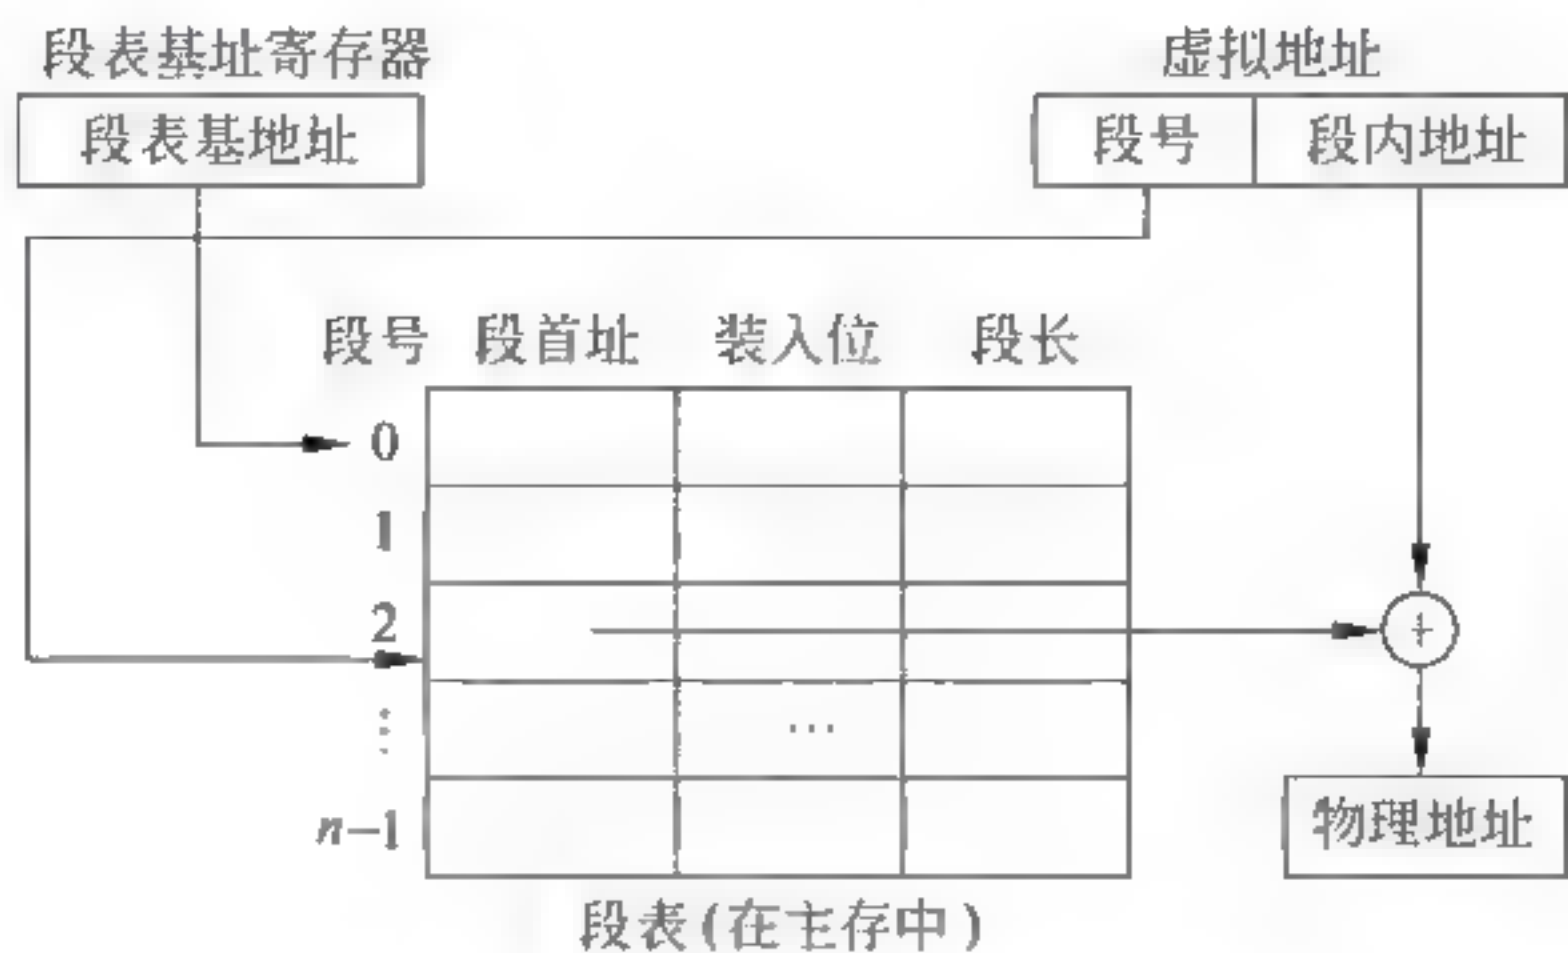 段表基址寄存器
虚拟地址
段表基地址
段号 段内地址
段号 段首址 装入位 段长
0
1
2
⋮
…
n-1
物理地址
段表(在主存中)